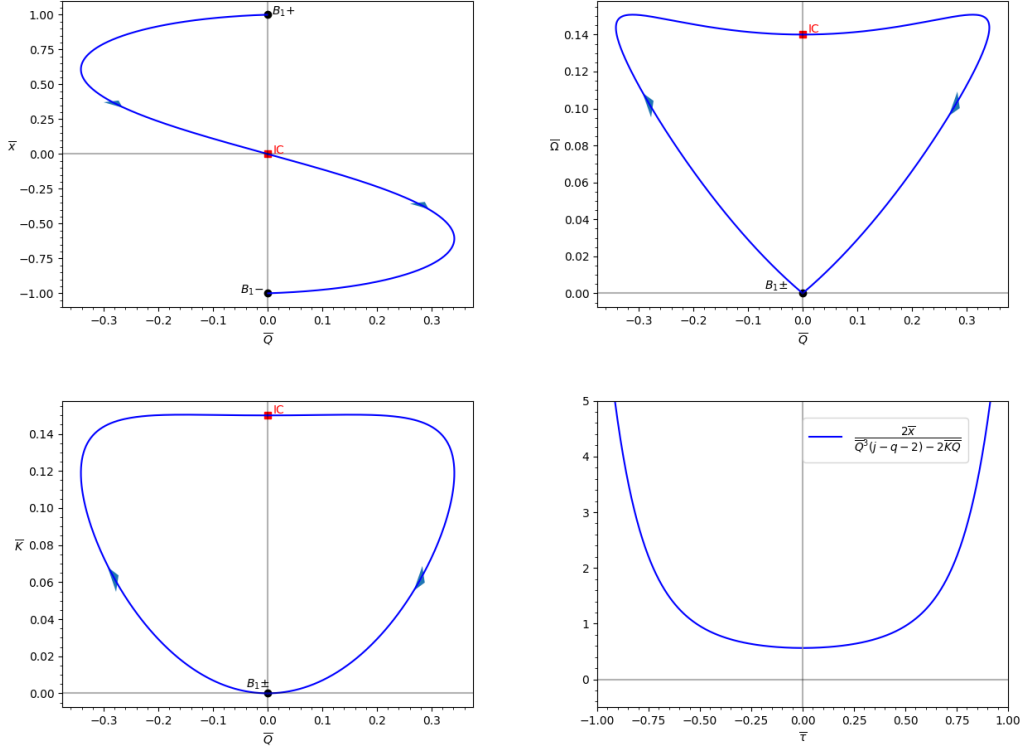 1.00
0.75
0.50
0.25
0.00
−0.25
−0.50
−0.75
−1.00
x̅
B₁+
IC
B₁−
−0.3 −0.2 −0.1 0.0 0.1 0.2 0.3
Q̅
0.14
0.12
0.10
0.08
0.06
0.04
0.02
0.00
Ω̅
IC
B₁±
−0.3 −0.2 −0.1 0.0 0.1 0.2 0.3
Q̅
0.14
0.12
0.10
0.08
0.06
0.04
0.02
0.00
K̅
IC
B₁±
−0.3 −0.2 −0.1 0.0 0.1 0.2 0.3
Q̅
5
4
3
2
1
0
2x̅
Q̅³(j − q − 2) − 2K̅Q̅
−1.00 −0.75 −0.50 −0.25 0.00 0.25 0.50 0.75 1.00
τ̅